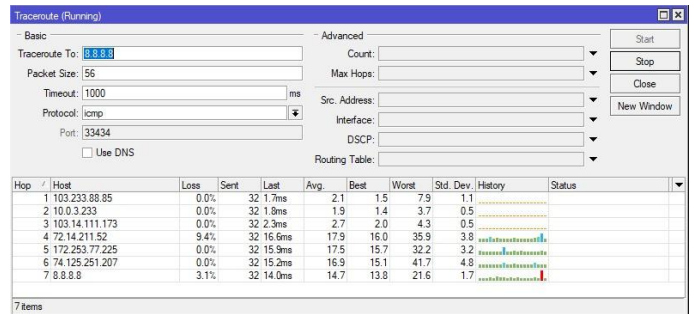 Traceroute (Running)
Basic
Traceroute To: 8.8.8.8
Packet Size: 56
Timeout: 1000 ms
Protocol: icmp
Port: 33434
Use DNS
Advanced
Count:
Max Hops:
Src. Address:
Interface:
DSCP:
Routing Table:
Start
Stop
Close
New Window
Hop / Host Loss Sent Last Avg. Best Worst Std. Dev. History Status
1 103.233.88.85 0.0% 32 1.7ms 2.1 1.5 7.9 1.1
2 10.0.3.233 0.0% 32 1.8ms 1.9 1.4 3.7 0.5
3 103.14.111.173 0.0% 32 2.3ms 2.7 2.0 4.3 0.5
4 72.14.211.52 9.4% 32 16.6ms 17.9 16.0 35.9 3.8
5 172.253.77.225 0.0% 32 15.9ms 17.5 15.7 32.2 3.2
6 74.125.251.207 0.0% 32 15.2ms 16.9 15.1 41.7 4.8
7 8.8.8.8 3.1% 32 14.0ms 14.7 13.8 21.6 1.7
7 items